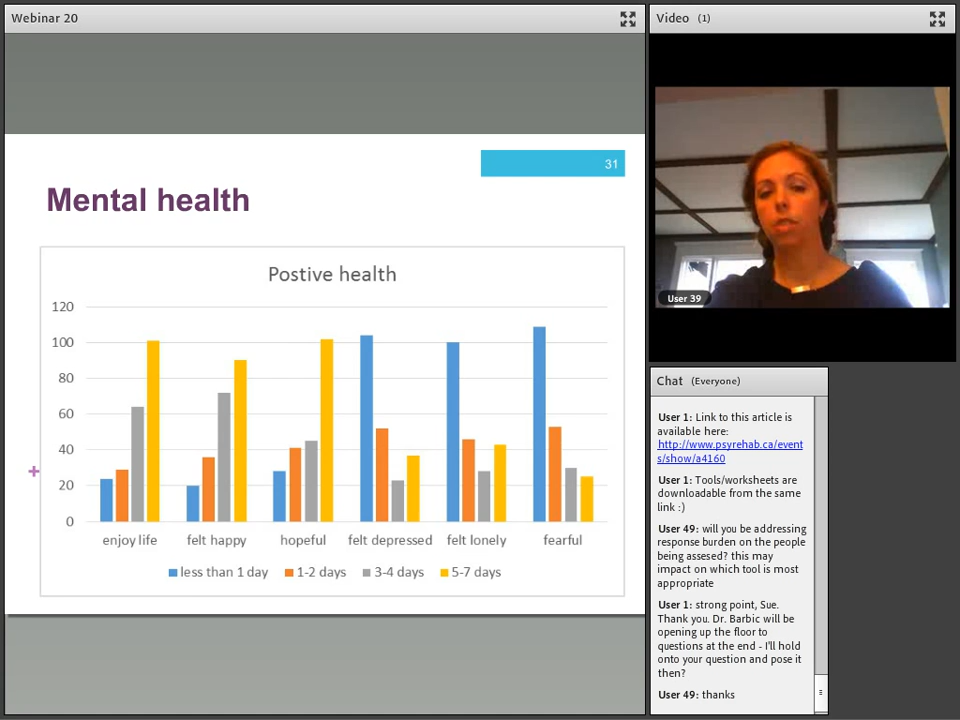 Webinar 20
31
Mental health
Postive health
120
100
80
60
40
20
0
enjoy life
felt happy
hopeful
felt depressed
felt lonely
fearful
less than 1 day
1-2 days
3-4 days
5-7 days
Video (1)
User 39
Chat (Everyone)
User 1: Link to this article is
available here:
http://www.psyrehab.ca/event
s/show/a4160
User 1: Tools/worksheets are
downloadable from the same
link :)
User 49: will you be addressing
response burden on the people
being assesed? this may
impact on which tool is most
appropriate
User 1: strong point, Sue.
Thank you. Dr. Barbic will be
opening up the floor to
questions at the end - I'll hold
onto your question and pose it
then?
User 49: thanks